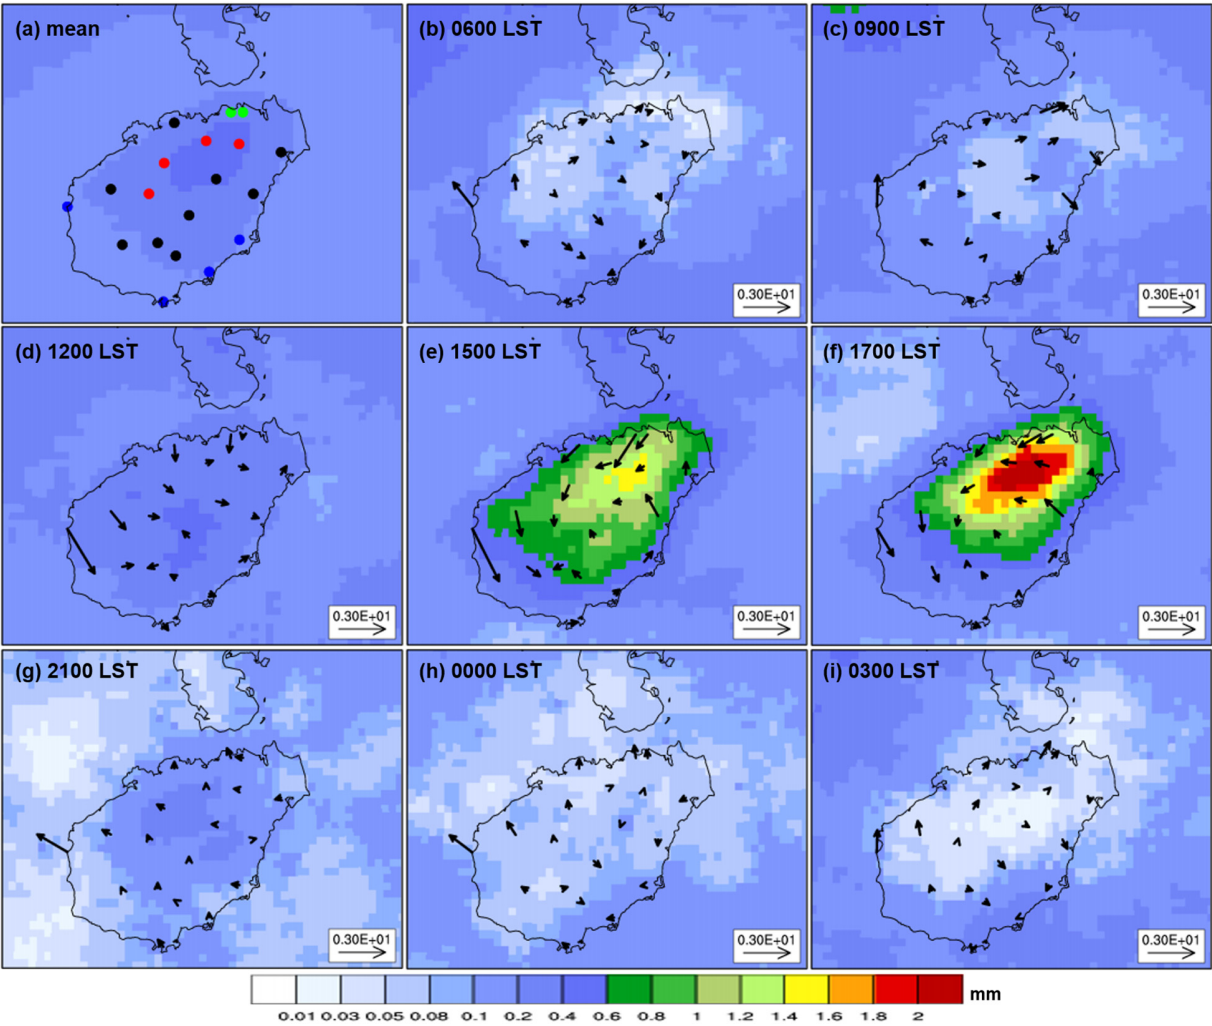 (a) mean
(b) 0600 LST
(c) 0900 LST
0.30E+01
0.30E+01
(d) 1200 LST
(e) 1500 LST
(f) 1700 LST
0.30E+01
0.30E+01
0.30E+01
(g) 2100 LST
(h) 0000 LST
(i) 0300 LST
0.30E+01
0.30E+01
0.30E+01
mm
0.01 0.03 0.05 0.08 0.1 0.2 0.4 0.6 0.8 1 1.2 1.4 1.6 1.8 2